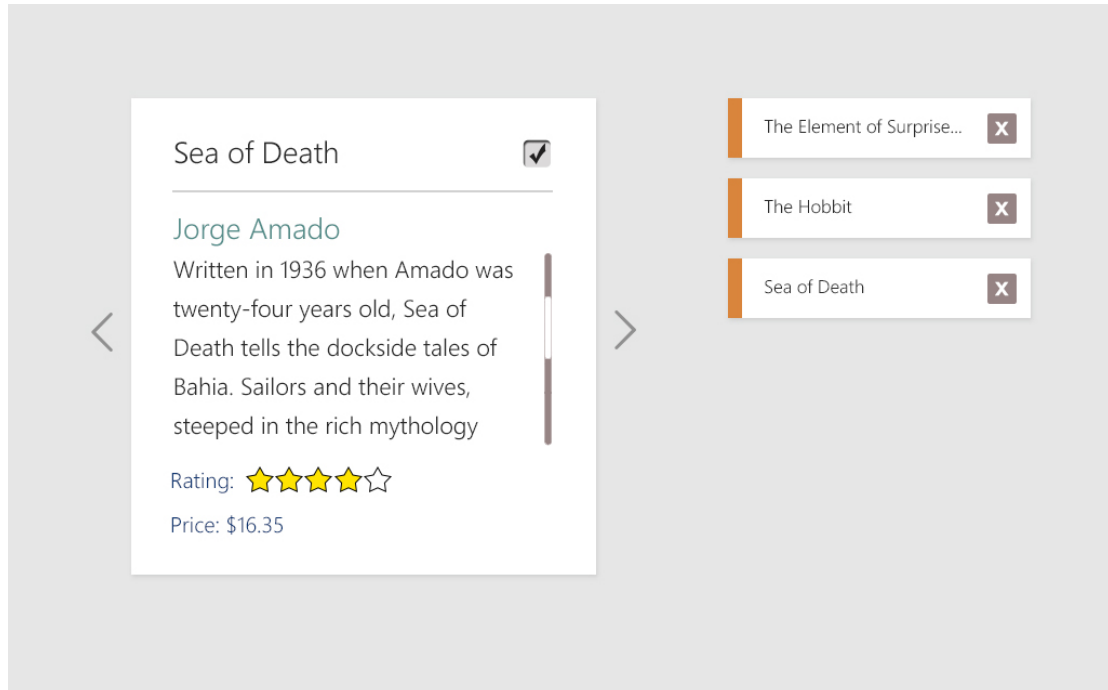 Sea of Death
Jorge Amado
Written in 1936 when Amado was
twenty-four years old, Sea of
Death tells the dockside tales of
Bahia. Sailors and their wives,
steeped in the rich mythology
Rating:
Price: $16.35
The Element of Surprise...
X
The Hobbit
X
Sea of Death
X